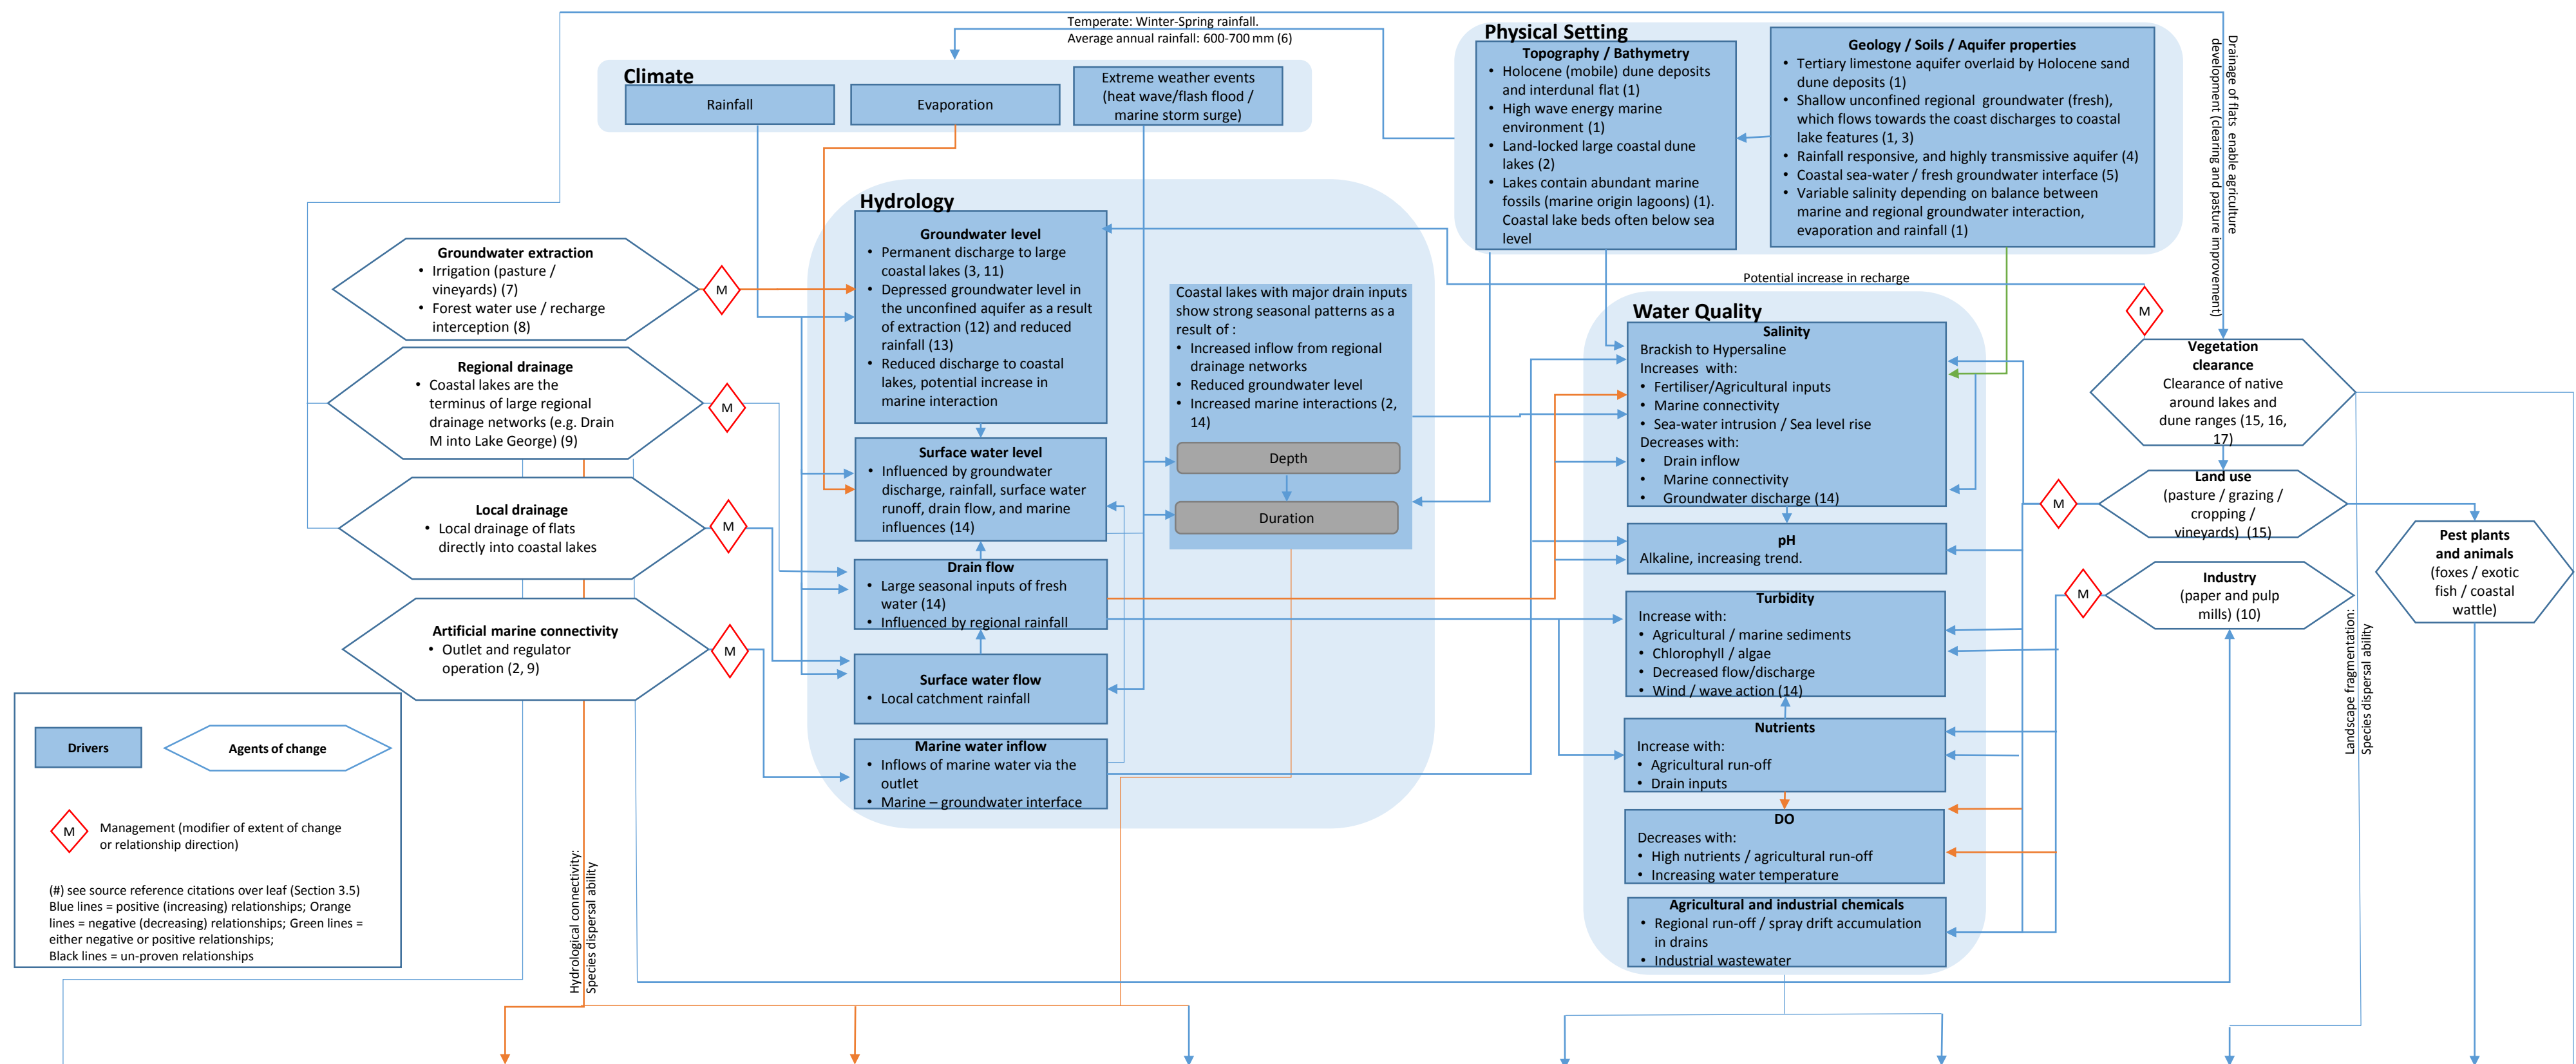 Temperate: Winter-Spring rainfall.
Average annual rainfall: 600-700 mm (6)
Climate
Rainfall
Evaporation
Extreme weather events
(heat wave/flash flood /
marine storm surge)
Physical Setting
Topography / Bathymetry
• Holocene (mobile) dune deposits
and interdunal flat (1)
• High wave energy marine
environment (1)
• Land-locked large coastal dune
lakes (2)
• Lakes contain abundant marine
fossils (marine origin lagoons) (1).
Coastal lake beds often below sea
level
Geology / Soils / Aquifer properties
• Tertiary limestone aquifer overlaid by Holocene sand
dune deposits (1)
• Shallow unconfined regional groundwater (fresh),
which flows towards the coast discharges to coastal
lake features (1, 3)
• Rainfall responsive, and highly transmissive aquifer (4)
• Coastal sea-water / fresh groundwater interface (5)
• Variable salinity depending on balance between
marine and regional groundwater interaction,
evaporation and rainfall (1)
Drainage of flats enable agriculture
development (clearing and pasture improvement)
Hydrology
Groundwater level
• Permanent discharge to large
coastal lakes (3, 11)
• Depressed groundwater level in
the unconfined aquifer as a result
of extraction (12) and reduced
rainfall (13)
• Reduced discharge to coastal
lakes, potential increase in
marine interaction
Surface water level
• Influenced by groundwater
discharge, rainfall, surface water
runoff, drain flow, and marine
influences (14)
Drain flow
• Large seasonal inputs of fresh
water (14)
• Influenced by regional rainfall
Surface water flow
• Local catchment rainfall
Marine water inflow
• Inflows of marine water via the
outlet
• Marine – groundwater interface
Coastal lakes with major drain inputs
show strong seasonal patterns as a
result of :
• Increased inflow from regional
drainage networks
• Reduced groundwater level
• Increased marine interactions (2,
14)
Depth
Duration
Groundwater extraction
• Irrigation (pasture /
vineyards) (7)
• Forest water use / recharge
interception (8)
M
Regional drainage
• Coastal lakes are the
terminus of large regional
drainage networks (e.g. Drain
M into Lake George) (9)
M
Local drainage
• Local drainage of flats
directly into coastal lakes
M
Artificial marine connectivity
• Outlet and regulator
operation (2, 9)
M
Potential increase in recharge
Water Quality
Salinity
Brackish to Hypersaline
Increases with:
• Fertiliser/Agricultural inputs
• Marine connectivity
• Sea-water intrusion / Sea level rise
Decreases with:
• Drain inflow
• Marine connectivity
• Groundwater discharge (14)
pH
Alkaline, increasing trend.
Turbidity
Increase with:
• Agricultural / marine sediments
• Chlorophyll / algae
• Decreased flow/discharge
• Wind / wave action (14)
Nutrients
Increase with:
• Agricultural run-off
• Drain inputs
DO
Decreases with:
• High nutrients / agricultural run-off
• Increasing water temperature
Agricultural and industrial chemicals
• Regional run-off / spray drift accumulation
in drains
• Industrial wastewater
M
Vegetation
clearance
Clearance of native
around lakes and
dune ranges (15, 16,
17)
M
Land use
(pasture / grazing /
cropping /
vineyards) (15)
M
Industry
(paper and pulp
mills) (10)
Pest plants
and animals
(foxes / exotic
fish / coastal
wattle)
Landscape fragmentation:
Species dispersal ability
Hydrological connectivity:
Species dispersal ability
Drivers
Agents of change
M
Management (modifier of extent of change
or relationship direction)
(#) see source reference citations over leaf (Section 3.5)
Blue lines = positive (increasing) relationships; Orange
lines = negative (decreasing) relationships; Green lines =
either negative or positive relationships;
Black lines = un-proven relationships